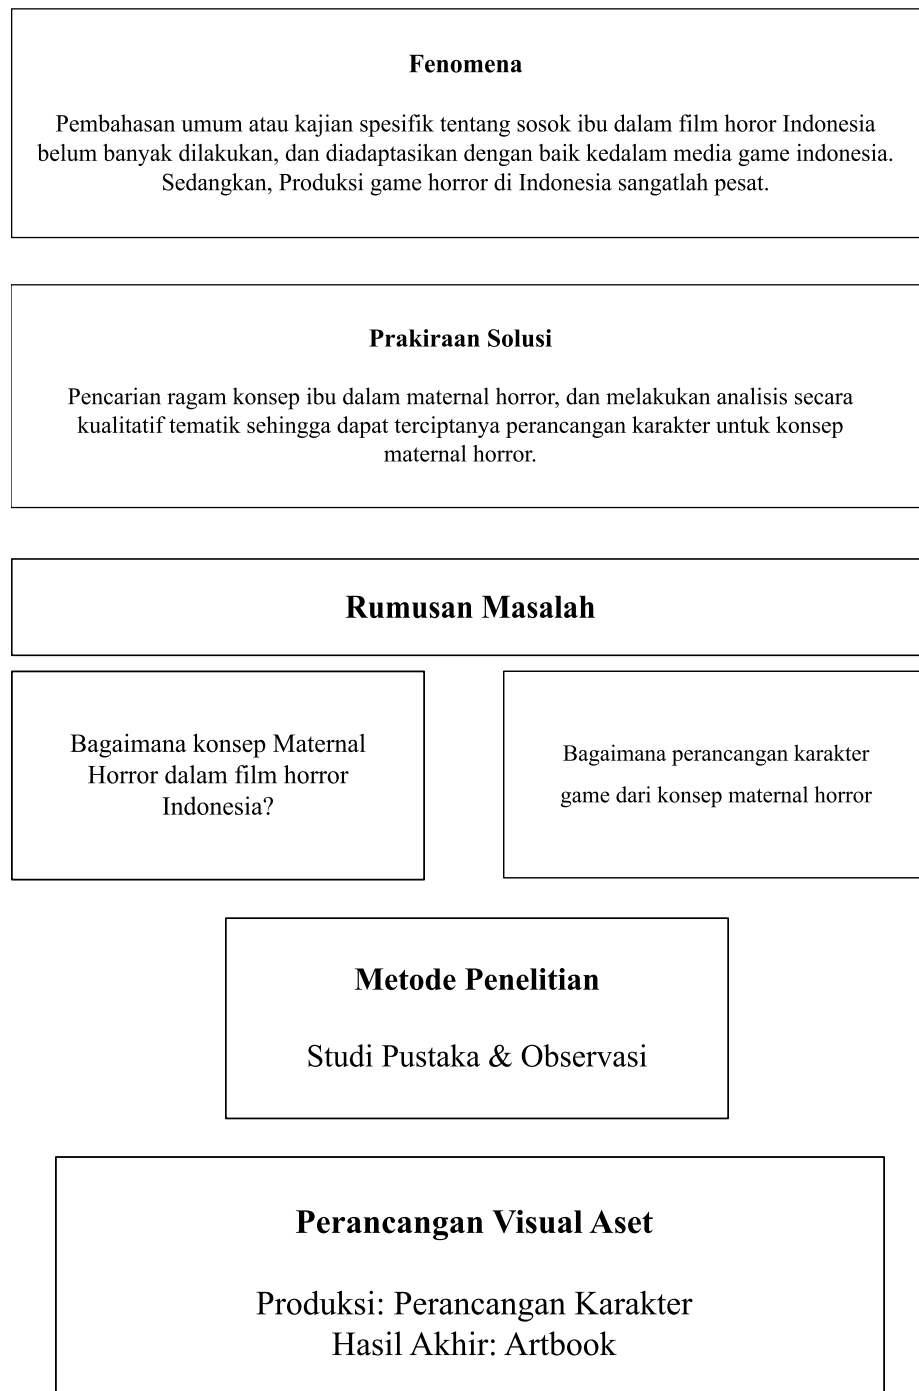 Fenomena
Pembahasan umum atau kajian spesifik tentang sosok ibu dalam film horor Indonesia
belum banyak dilakukan, dan diadaptasikan dengan baik kedalam media game indonesia.
Sedangkan, Produksi game horror di Indonesia sangatlah pesat.
Prakiraan Solusi
Pencarian ragam konsep ibu dalam maternal horror, dan melakukan analisis secara
kualitatif tematik sehingga dapat terciptanya perancangan karakter untuk konsep
maternal horror.
Rumusan Masalah
Bagaimana konsep Maternal
Horror dalam film horror
Indonesia?
Bagaimana perancangan karakter
game dari konsep maternal horror
Metode Penelitian
Studi Pustaka & Observasi
Perancangan Visual Aset
Produksi: Perancangan Karakter
Hasil Akhir: Artbook